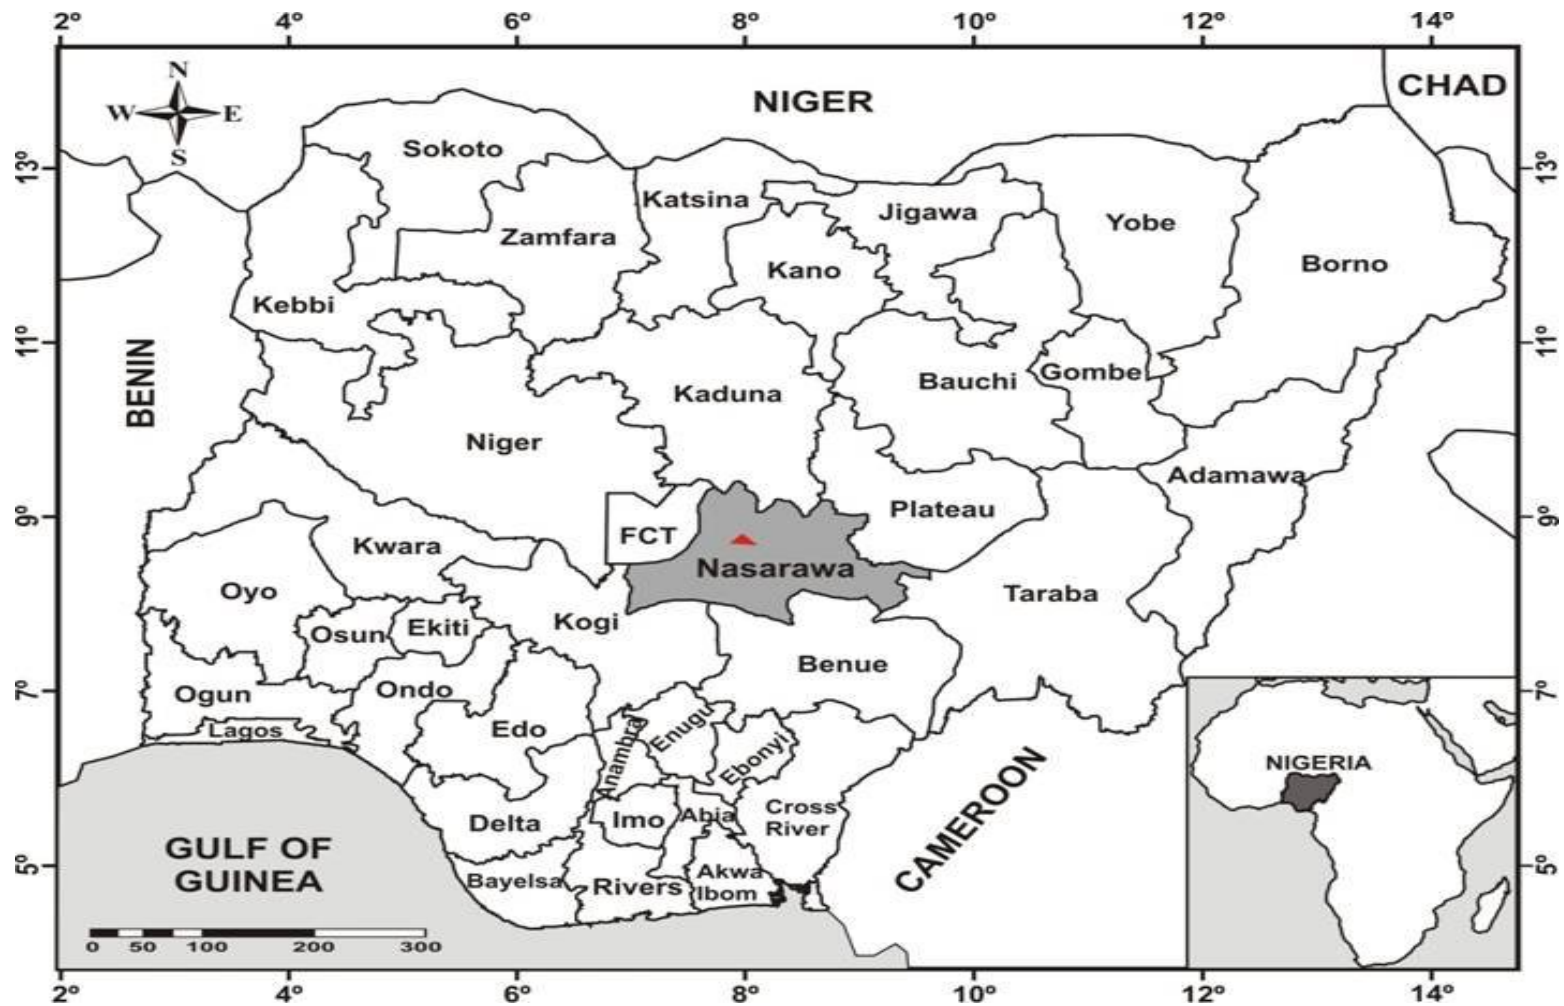 2° 4° 6° 8° 10° 12° 14°
N
W E
S
NIGER
CHAD
Sokoto
13° 13°
Katsina
Jigawa
Yobe
Zamfara
Kano
Borno
Kebbi
11° 11°
BENIN
Kaduna
Bauchi
Gombe
Niger
Adamawa
Plateau
9° 9°
FCT
Kwara
Nasarawa
Oyo
Taraba
Kogi
Osun
Ekiti
Benue
Ogun
Ondo
7° 7°
Lagos
Edo
Anambra
Enugu
Ebonyi
CAMEROON
NIGERIA
Delta
Imo
Abia
Cross
River
GULF OF
GUINEA
5° 5°
Bayelsa
Rivers
Akwa
Ibom
0 50 100 200 300
2° 4° 6° 8° 10° 12° 14°